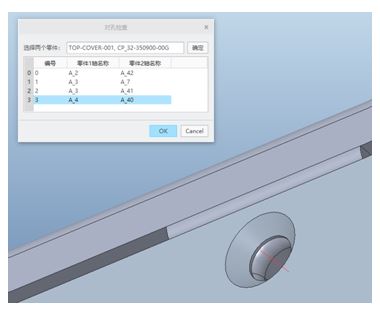 对孔检查
选择两个零件： TOP-COVER-001, CP_32-350900-00G 确定
编号 零件1轴名称 零件2轴名称
0 0 A_2 A_42
1 1 A_3 A_7
2 2 A_3 A_41
3 3 A_4 A_40
OK Cancel